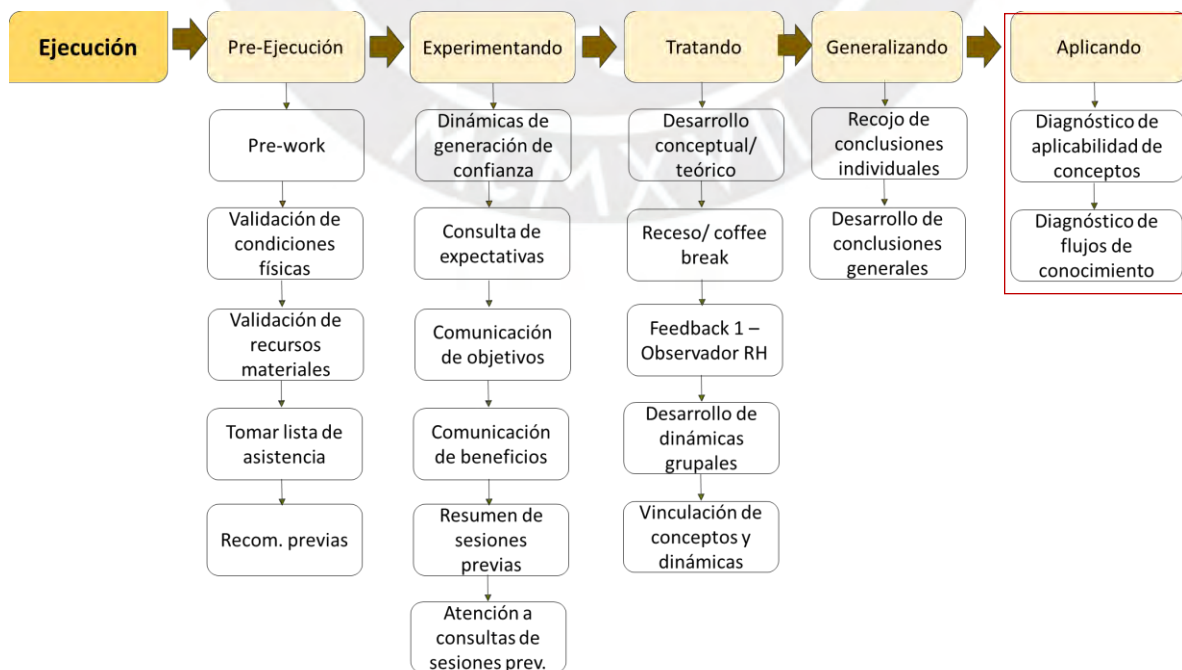 Ejecución
Pre-Ejecución
Experimentando
Tratando
Generalizando
Aplicando
Pre-work
Validación de
condiciones
físicas
Validación de
recursos
materiales
Tomar lista de
asistencia
Recom. previas
Dinámicas de
generación de
confianza
Consulta de
expectativas
Comunicación
de objetivos
Comunicación
de beneficios
Resumen de
sesiones
previas
Atención a
consultas de
sesiones prev.
Desarrollo
conceptual/
teórico
Receso/ coffee
break
Feedback 1 –
Observador RH
Desarrollo de
dinámicas
grupales
Vinculación de
conceptos y
dinámicas
Recojo de
conclusiones
individuales
Desarrollo de
conclusiones
generales
Diagnóstico de
aplicabilidad de
conceptos
Diagnóstico de
flujos de
conocimiento
MCMXVII